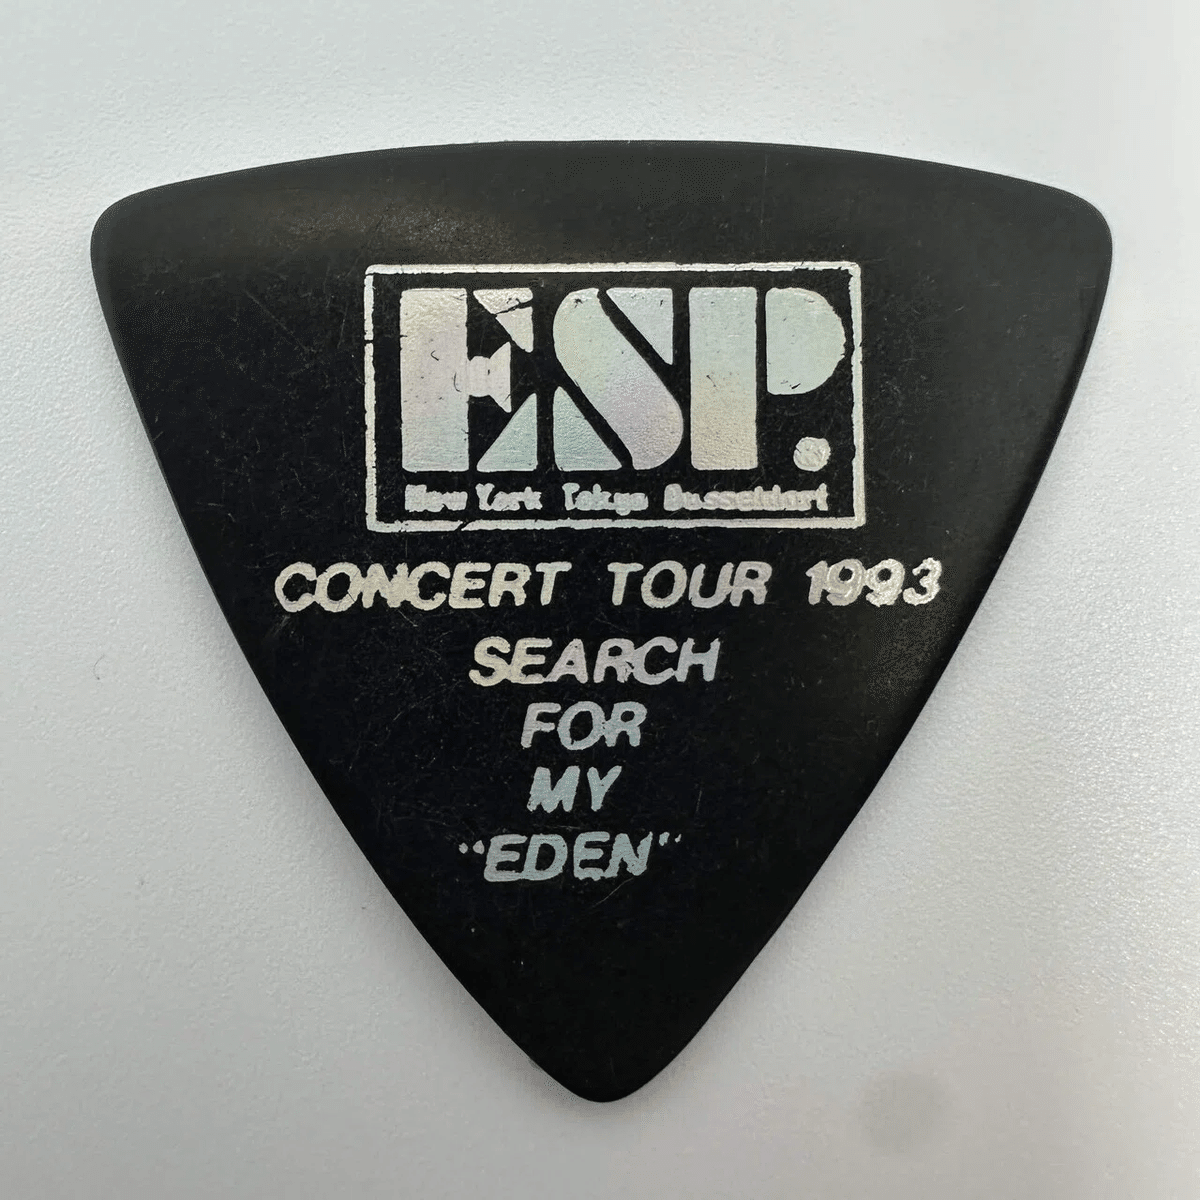 ESP.
New York Tokyo Dusseldorf
CONCERT TOUR 1993
SEARCH
FOR
MY
"EDEN"